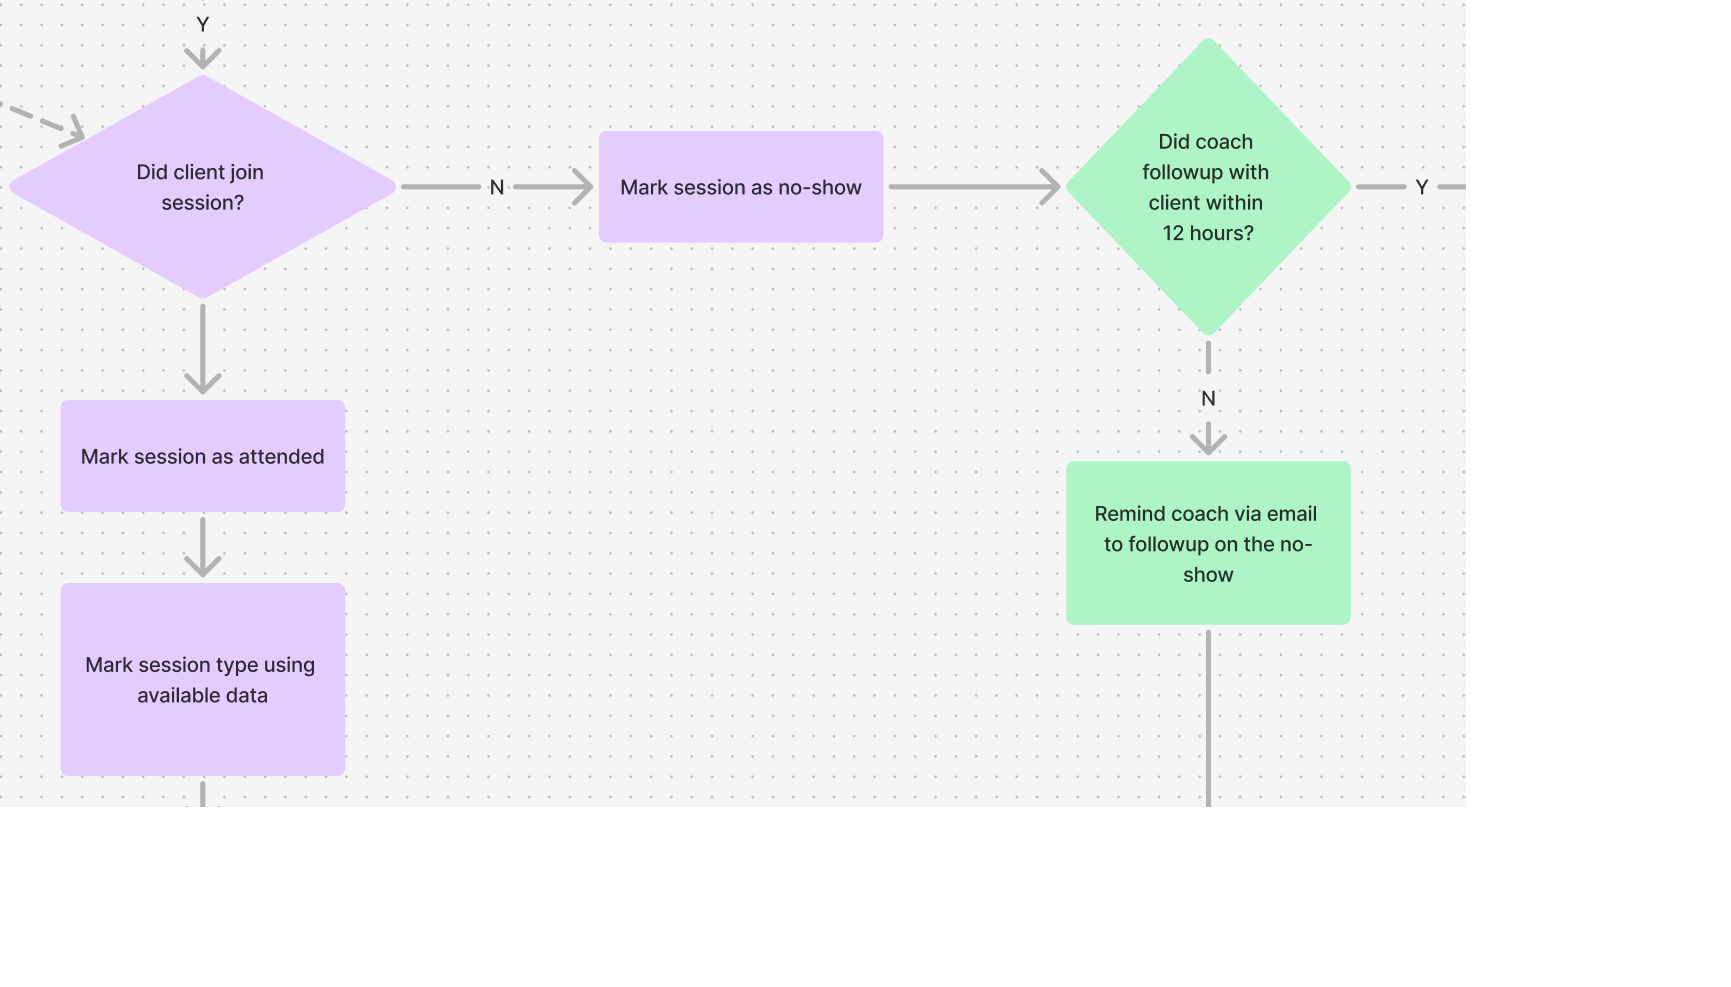 Y
Did client join
session?
N
Mark session as no-show
Did coach
followup with
client within
12 hours?
Y
N
Mark session as attended
Remind coach via email
to followup on the no-
show
Mark session type using
available data